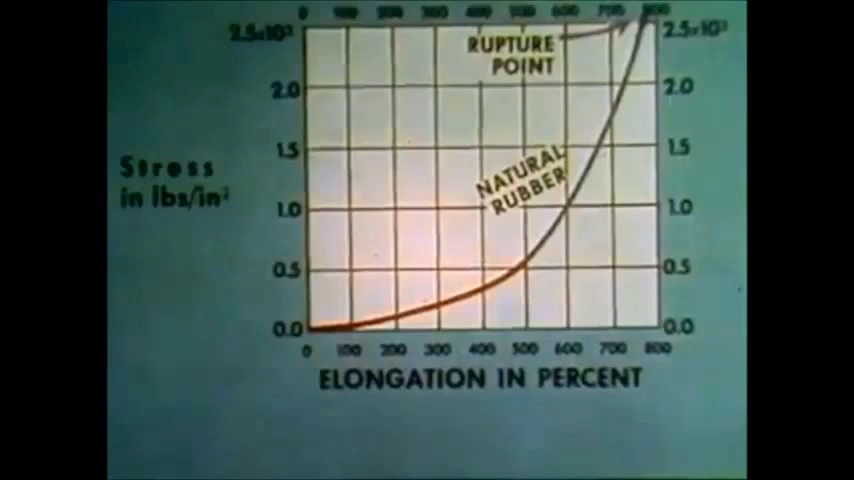 0 100 200 300 400 500 600 700 800
2.5x10³ 2.5x10³
RUPTURE
POINT
2.0 2.0
Stress
in lbs/in²
1.5 1.5
NATURAL
RUBBER
1.0 1.0
0.5 0.5
0.0 0.0
0 100 200 300 400 500 600 700 800
ELONGATION IN PERCENT